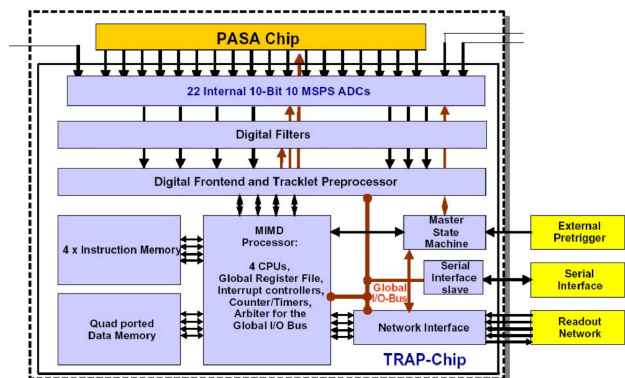 PASA Chip
22 Internal 10-Bit 10 MSPS ADCs
Digital Filters
Digital Frontend and Tracklet Preprocessor
4 x Instruction Memory
MIMD
Processor:
4 CPUs,
Global Register File,
Interrupt controllers,
Counter/Timers,
Arbiter for the
Global I/O Bus
Master
State
Machine
External
Pretrigger
Serial
Interface
slave
Serial
Interface
Global
I/O-Bus
Quad ported
Data Memory
Network Interface
Readout
Network
TRAP-Chip